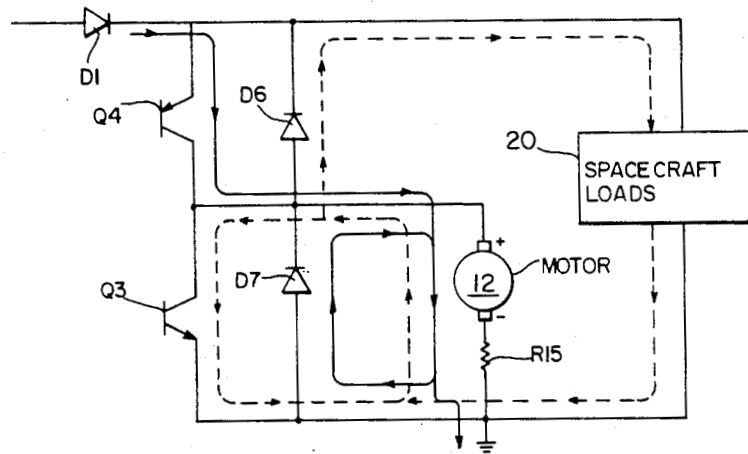 D1
Q4
D6
20
SPACECRAFT
LOADS
Q3
D7
+
12
-
MOTOR
R15